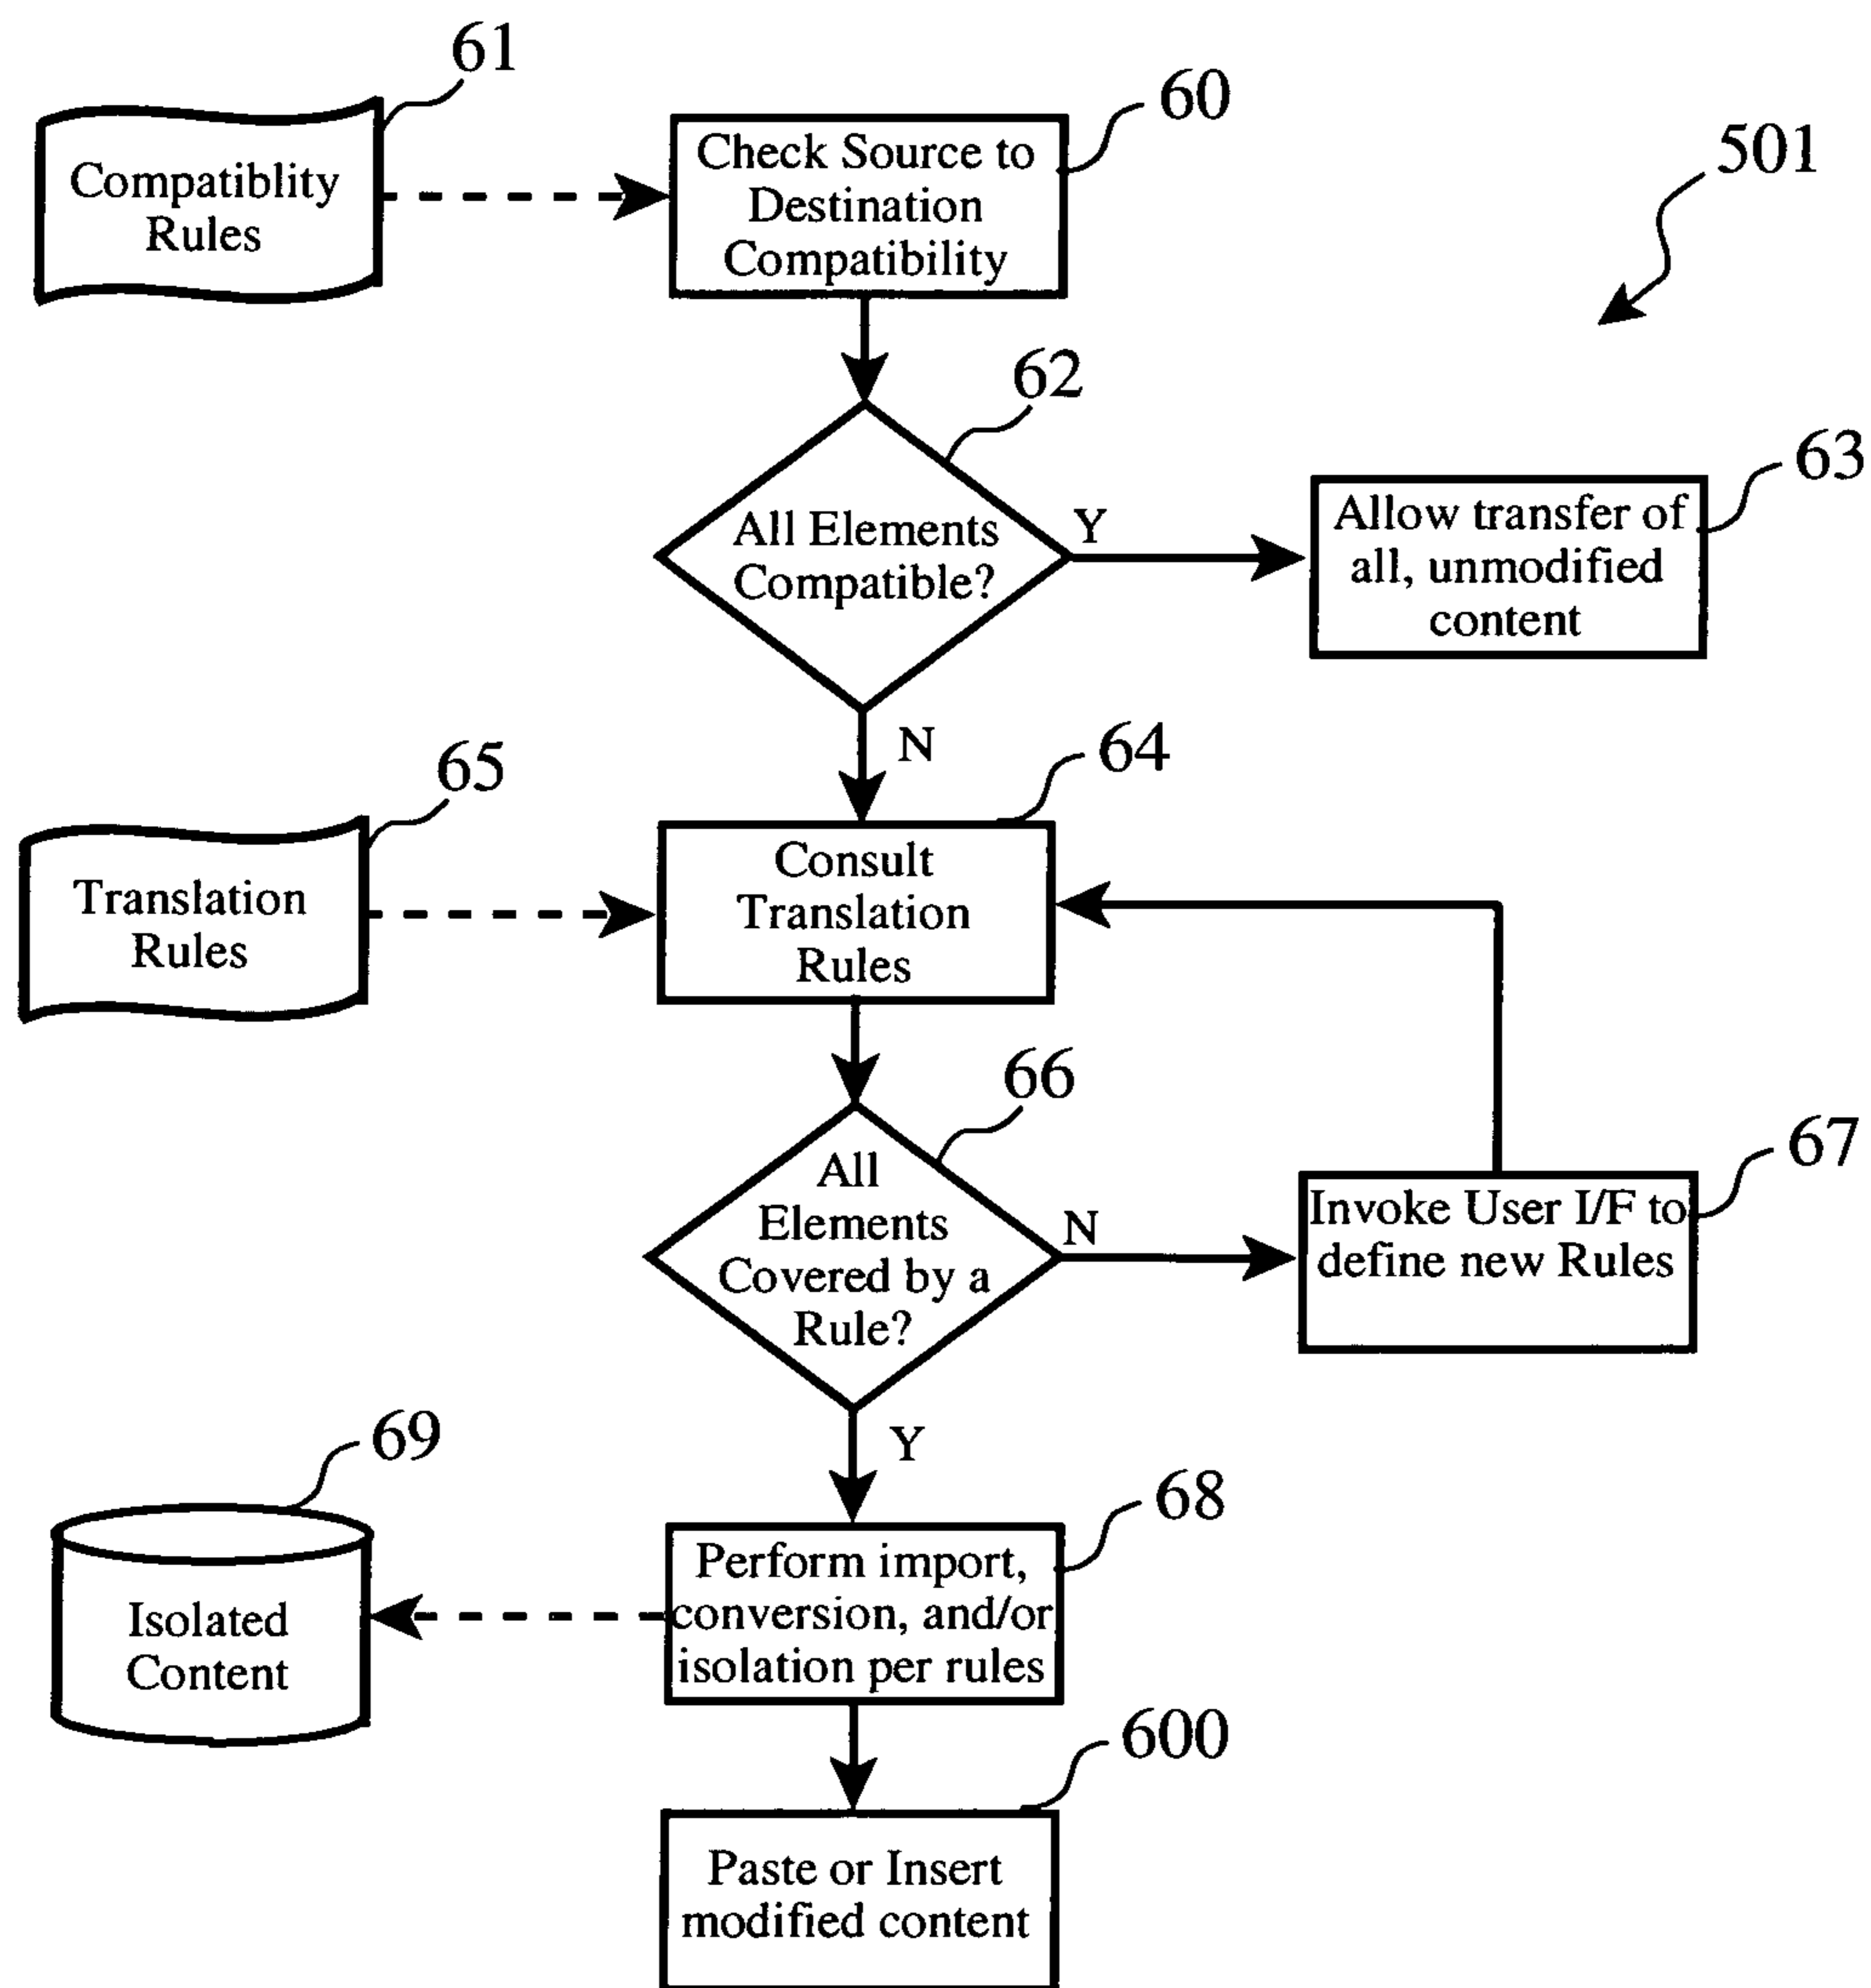 61
Compatiblity
Rules
60
Check Source to
Destination
Compatibility
501
62
All Elements
Compatible?
Y
63
Allow transfer of
all, unmodified
content
N
64
65
Translation
Rules
Consult
Translation
Rules
66
All
Elements
Covered by a
Rule?
N
67
Invoke User I/F to
define new Rules
Y
69
Isolated
Content
68
Perform import,
conversion, and/or
isolation per rules
600
Paste or Insert
modified content